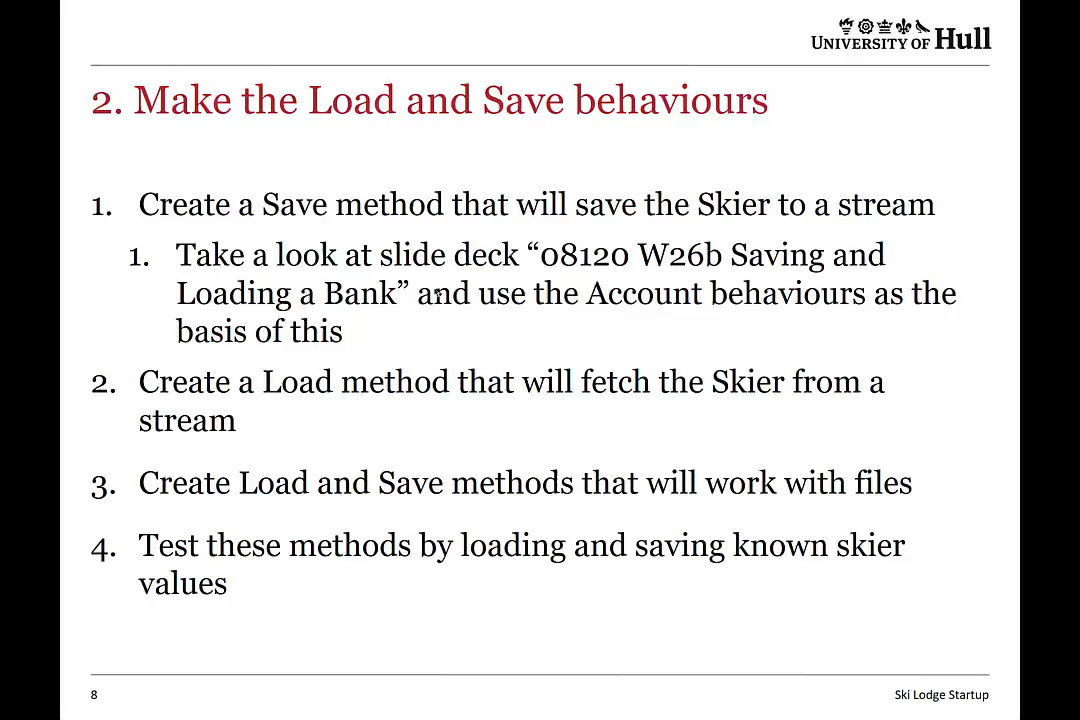 UNIVERSITY OF Hull
2. Make the Load and Save behaviours
1. Create a Save method that will save the Skier to a stream
1. Take a look at slide deck “08120 W26b Saving and
Loading a Bank” and use the Account behaviours as the
basis of this
2. Create a Load method that will fetch the Skier from a
stream
3. Create Load and Save methods that will work with files
4. Test these methods by loading and saving known skier
values
8
Ski Lodge Startup